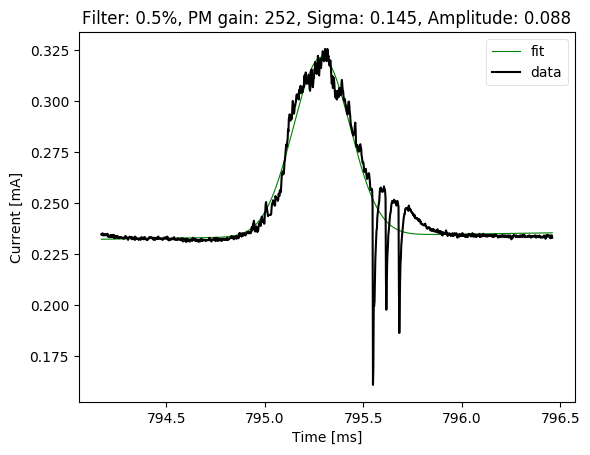 Filter: 0.5%, PM gain: 252, Sigma: 0.145, Amplitude: 0.088
fit
data
0.325
0.300
0.275
0.250
0.225
0.200
0.175
Current [mA]
794.5 795.0 795.5 796.0 796.5
Time [ms]